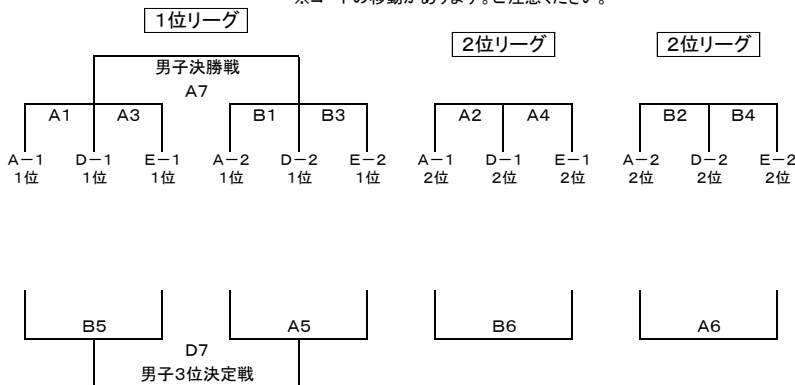 ※コートの移動があります。ご注意ください。
1位リーグ
2位リーグ 2位リーグ
男子決勝戦
A7
A1 A3 B1 B3 A2 A4 B2 B4
A－1 D－1 E－1 A－2 D－2 E－2 A－1 D－1 E－1 A－2 D－2 E－2
1位 1位 1位 1位 1位 1位 2位 2位 2位 2位 2位 2位
B5 A5 B6 A6
D7
男子3位決定戦